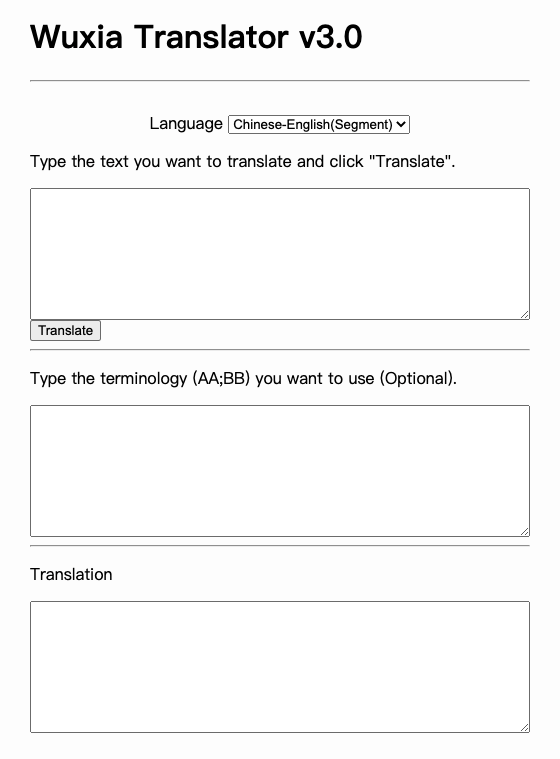 Wuxia Translator v3.0
Language Chinese-English(Segment)
Type the text you want to translate and click "Translate".
Translate
Type the terminology (AA;BB) you want to use (Optional).
Translation